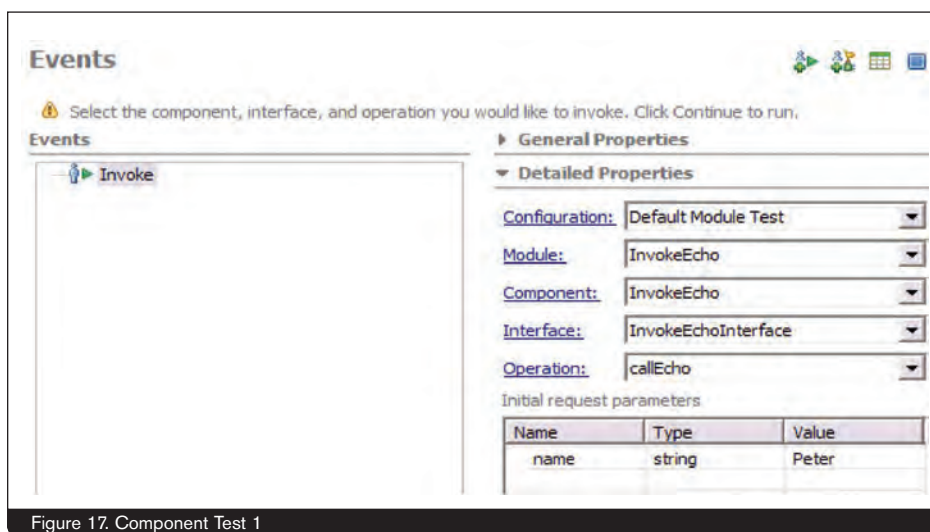 Events
Select the component, interface, and operation you would like to invoke. Click Continue to run.
Events
Invoke
General Properties
Detailed Properties
Configuration: Default Module Test
Module: InvokeEcho
Component: InvokeEcho
Interface: InvokeEchoInterface
Operation: callEcho
Initial request parameters
Name Type Value
name string Peter
Figure 17. Component Test 1